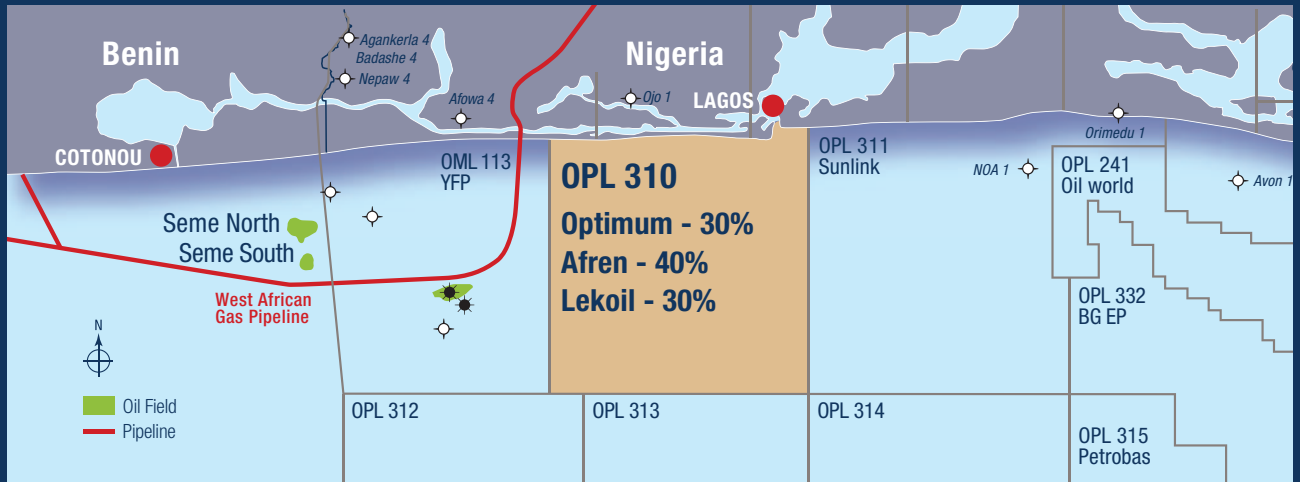 Benin
Nigeria
Agankerla 4
Badashe 4
Nepaw 4
Afowa 4
Ojo 1
LAGOS
COTONOU
OML 113
YFP
OPL 310
Optimum - 30%
Afren - 40%
Lekoil - 30%
OPL 311
Sunlink
Orimedu 1
NOA 1
OPL 241
Oil world
Avon 1
Seme North
Seme South
West African
Gas Pipeline
OPL 332
BG EP
N
Oil Field
Pipeline
OPL 312
OPL 313
OPL 314
OPL 315
Petrobas